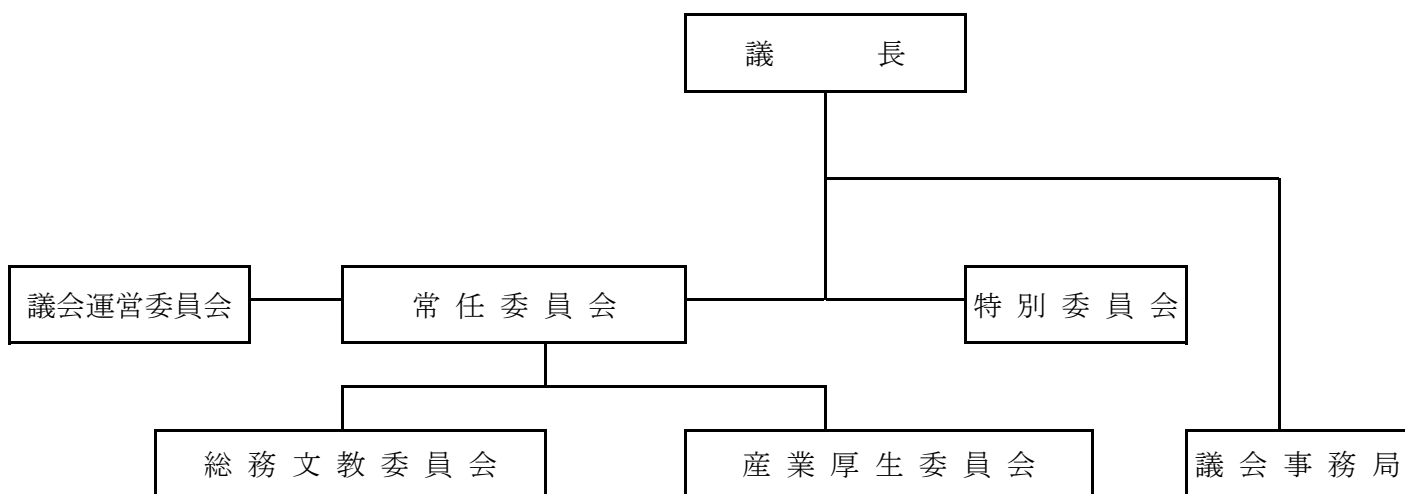 議長
議会運営委員会
常任委員会
特別委員会
総務文教委員会
産業厚生委員会
議会事務局